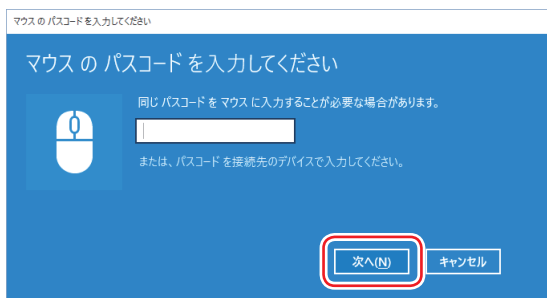 マウス の パスコード を入力してください
マウス の パスコード を入力してください
同じ パスコード を マウス に入力することが必要な場合があります。
または、パスコード を接続先のデバイスで入力してください。
次へ(N)
キャンセル